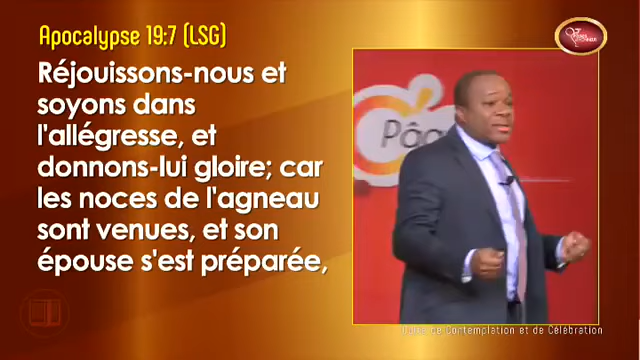 Apocalypse 19:7 (LSG)
Réjouissons-nous et
soyons dans
l'allégresse, et
donnons-lui gloire; car
les noces de l'agneau
sont venues, et son
épouse s'est préparée,
de Contemplation et de Célébration